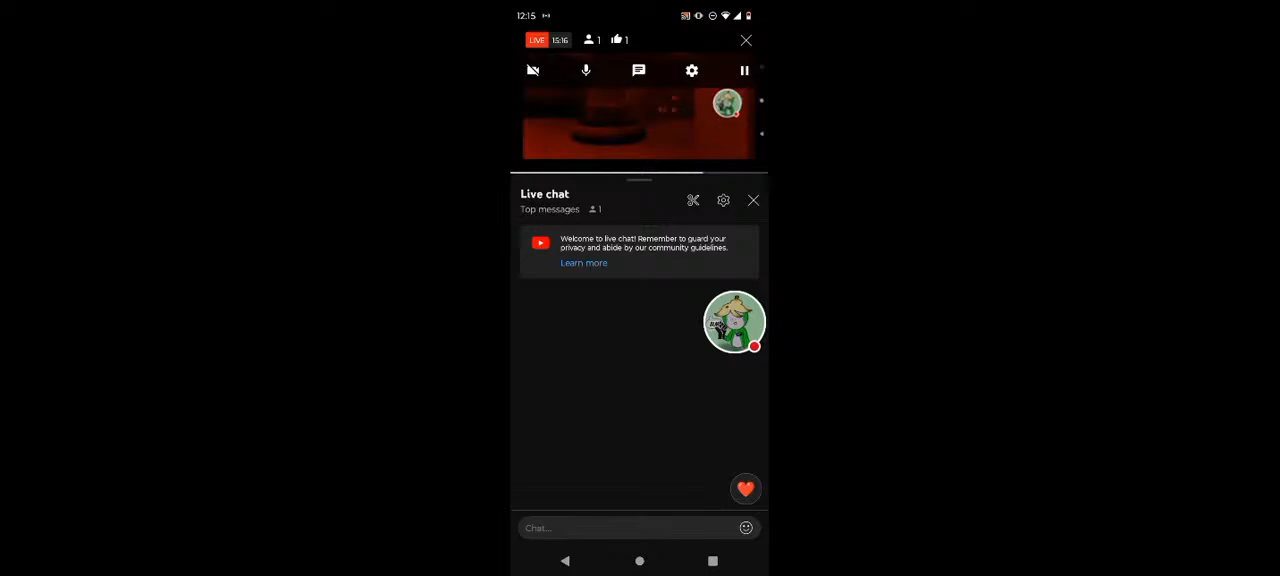 12:15
LIVE 15:16 1 1
Live chat
Top messages 1
Welcome to live chat! Remember to guard your
privacy and abide by our community guidelines.
Learn more
Chat...